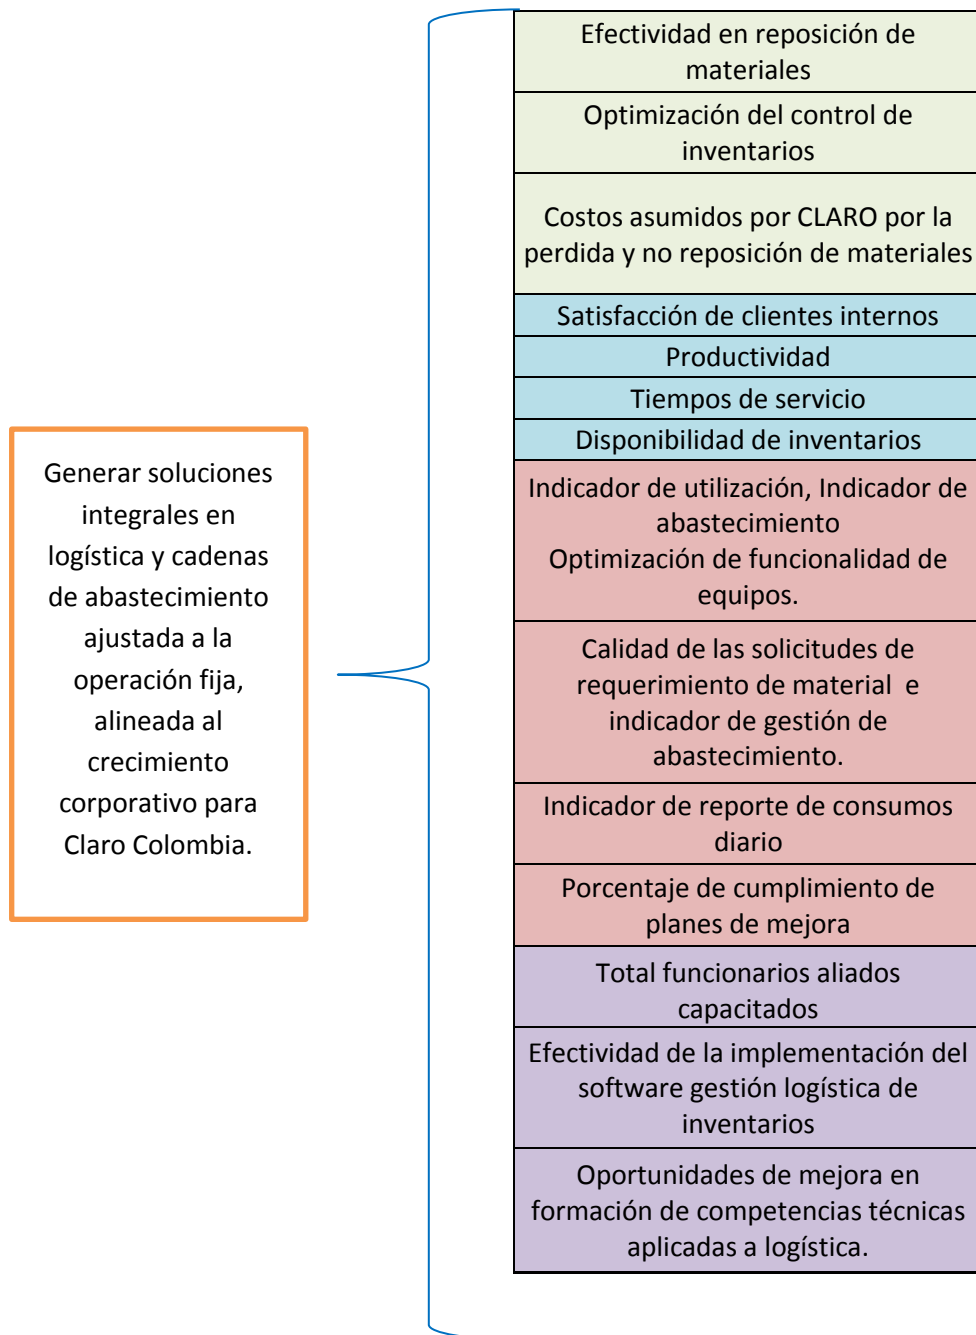 Generar soluciones
integrales en
logística y cadenas
de abastecimiento
ajustada a la
operación fija,
alineada al
crecimiento
corporativo para
Claro Colombia.
Efectividad en reposición de
materiales
Optimización del control de
inventarios
Costos asumidos por CLARO por la
perdida y no reposición de materiales
Satisfacción de clientes internos
Productividad
Tiempos de servicio
Disponibilidad de inventarios
Indicador de utilización, Indicador de
abastecimiento
Optimización de funcionalidad de
equipos.
Calidad de las solicitudes de
requerimiento de material  e
indicador de gestión de
abastecimiento.
Indicador de reporte de consumos
diario
Porcentaje de cumplimiento de
planes de mejora
Total funcionarios aliados
capacitados
Efectividad de la implementación del
software gestión logística de
inventarios
Oportunidades de mejora en
formación de competencias técnicas
aplicadas a logística.